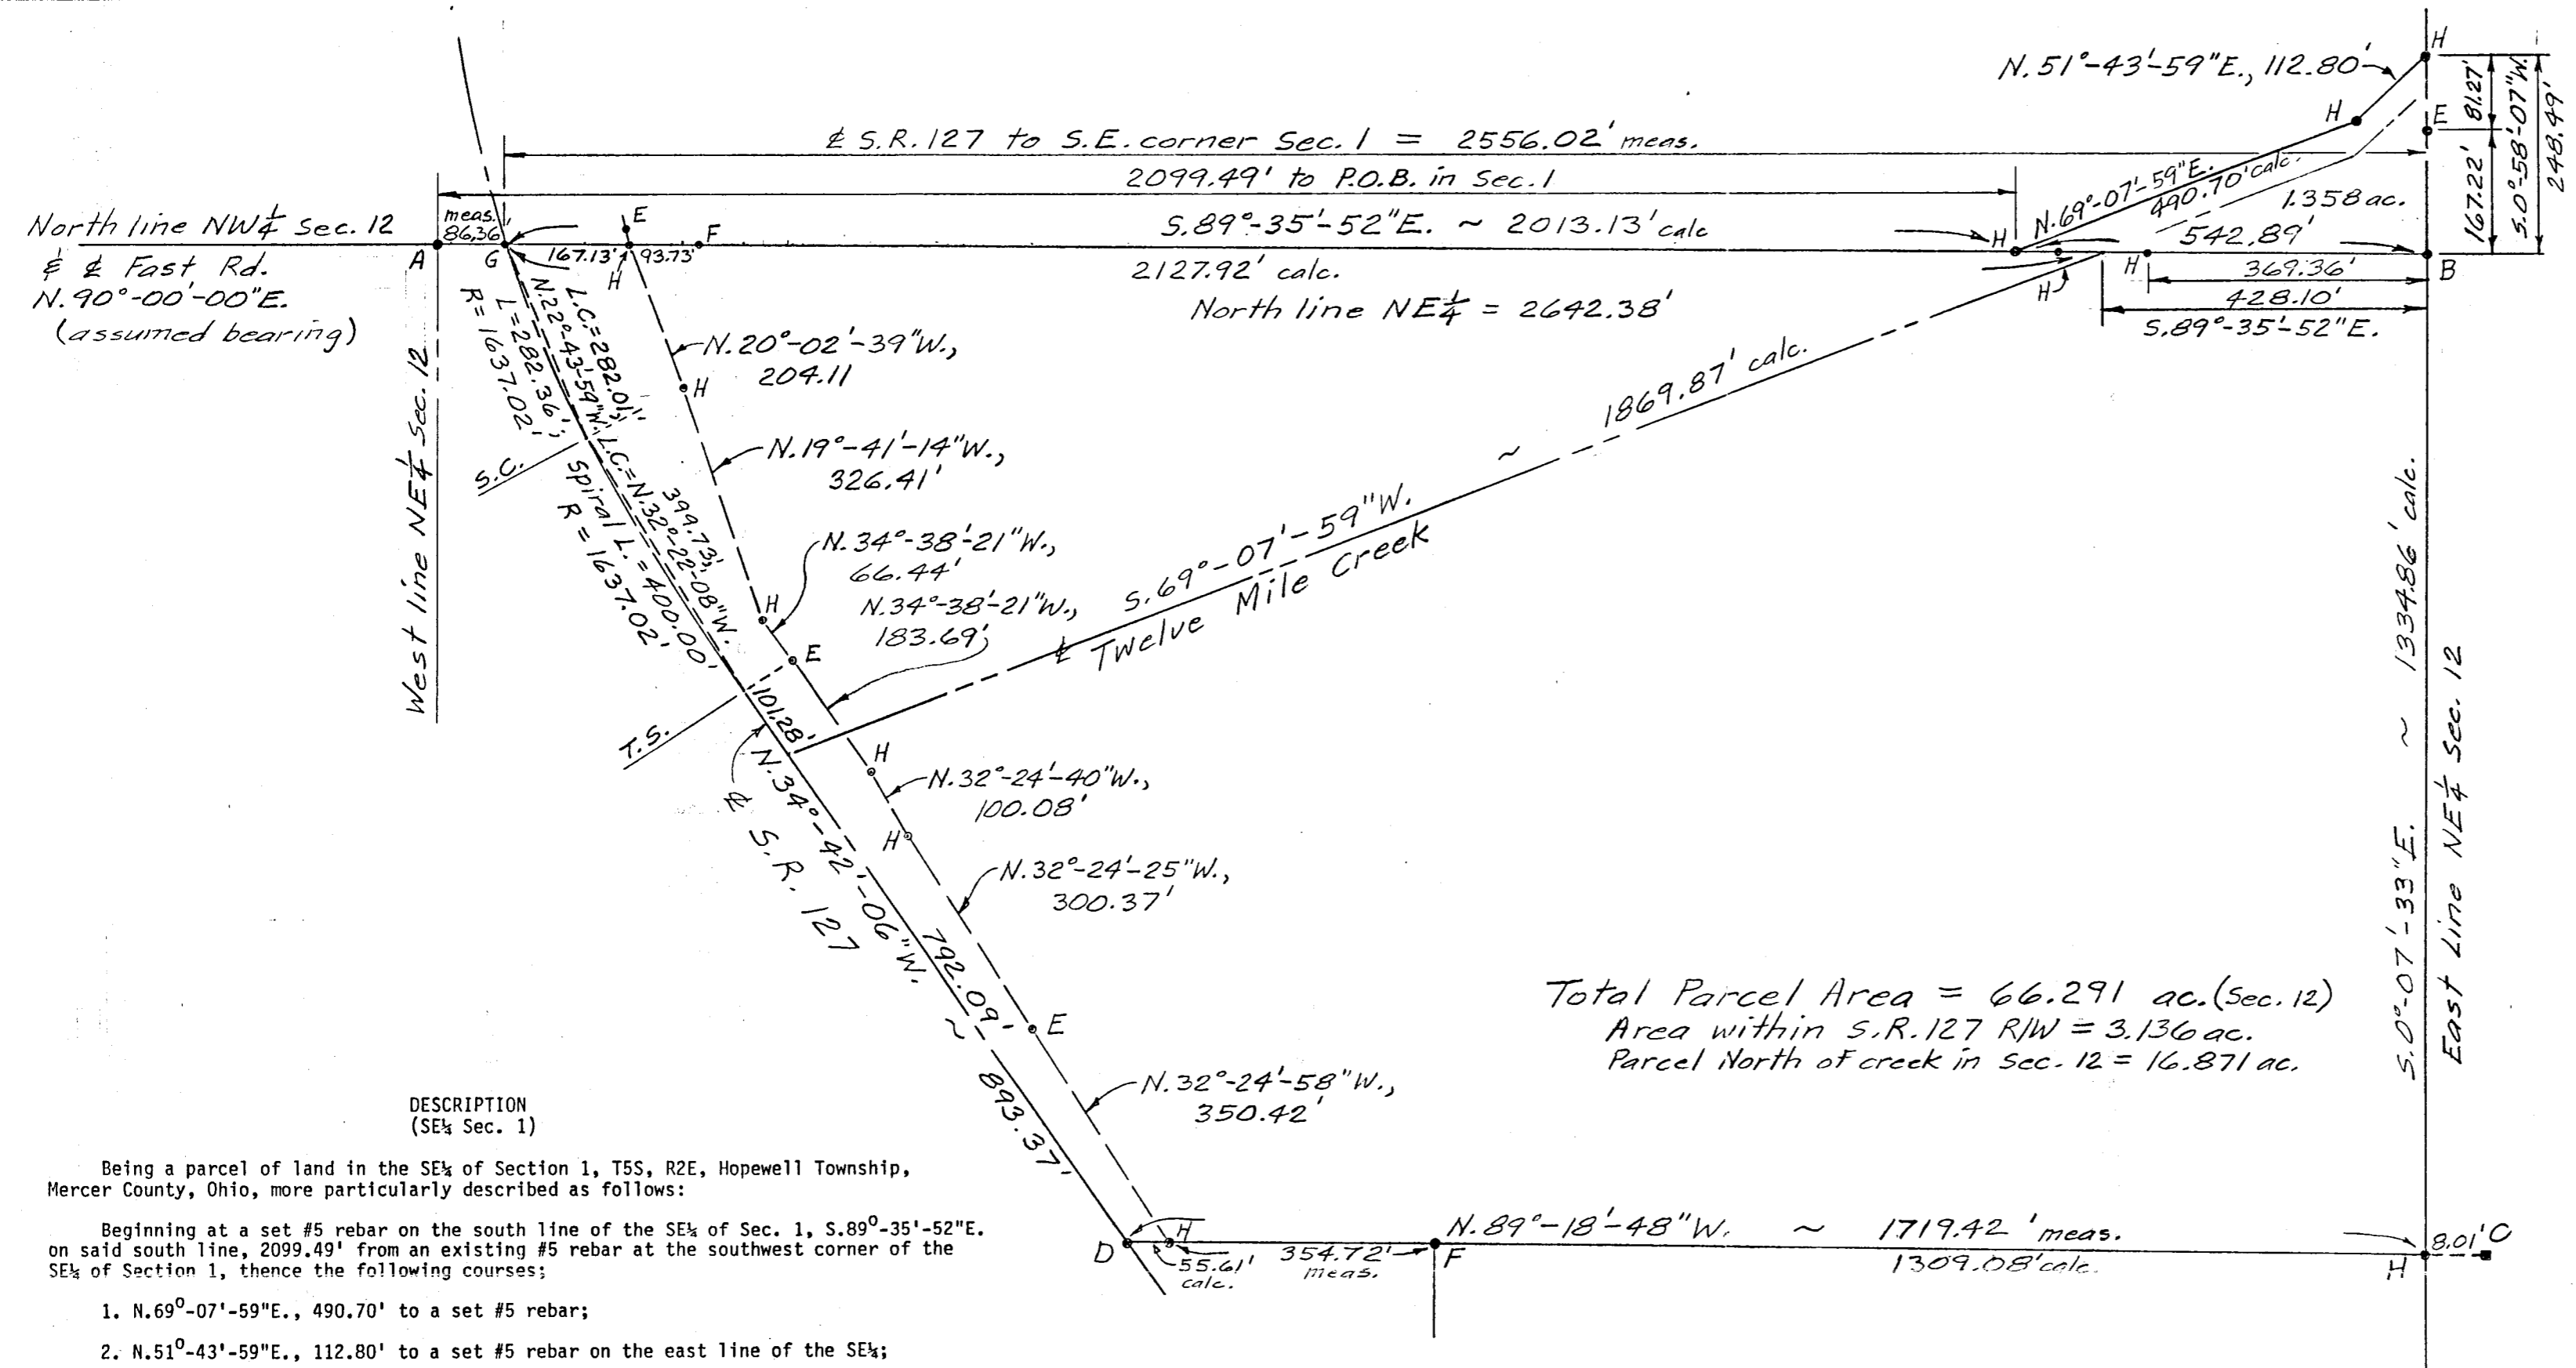 H
N.51°-43'-59"E., 112.80'
81.27'
S.0°-58'-07"W.
248.49'
167.22'
E
H
℄ S.R.127 to S.E. corner Sec. 1 = 2556.02' meas.
2099.49' to P.O.B. in Sec. 1
N.69°-07'-59"E.
490.70' calc.
1.358 ac.
North line NW¼ Sec. 12
meas.
86.36
E
F
S.89°-35'-52"E. ~ 2013.13' calc
H
542.89'
A
G
167.13'
93.73'
H
2127.92' calc.
H
369.36'
B
& ℄ Fast Rd.
N.90°-00'-00"E.
(assumed bearing)
North line NE¼ = 2642.38'
H
428.10'
S.89°-35'-52"E.
L.C.=282.01',
N.22°-43'-59"W.
L=282.36';
R=1637.02'
N.20°-02'-39"W.,
204.11
H
1869.87' calc.
~
N.19°-41'-14"W.,
326.41'
S.C.
399.73',
L.C.=N.32°-22'-08"W.
Spiral L.=400.00'
R=1637.02'
West line NE¼ Sec. 12
N.34°-38'-21"W.,
66.44'
N.34°-38'-21"W.,
183.69'
H
E
S.69°-07'-59"W.
℄ Twelve Mile Creek
T.S.
101.28'
H
N.32°-24'-40"W.,
100.08'
H
℄ S.R. 127
N.34°-42'-06"W.
N.32°-24'-25"W.,
300.37'
792.09'
~
893.37'
E
N.32°-24'-58"W.,
350.42'
S.0°-07'-33"E. ~ 1334.86' calc.
East Line NE¼ Sec. 12
Total Parcel Area = 66.291 ac.(Sec. 12)
Area within S.R.127 R/W = 3.136 ac.
Parcel North of creek in Sec. 12 = 16.871 ac.
D
H
55.61'
calc.
354.72'
meas.
F
N.89°-18'-48"W. ~ 1719.42' meas.
1309.08' calc.
H
8.01'
C
DESCRIPTION
(SE¼ Sec. 1)
Being a parcel of land in the SE¼ of Section 1, T5S, R2E, Hopewell Township,
Mercer County, Ohio, more particularly described as follows:
Beginning at a set #5 rebar on the south line of the SE¼ of Sec. 1, S.89⁰-35'-52"E.
on said south line, 2099.49' from an existing #5 rebar at the southwest corner of the
SE¼ of Section 1, thence the following courses;
1. N.69⁰-07'-59"E., 490.70' to a set #5 rebar;
2. N.51⁰-43'-59"E., 112.80' to a set #5 rebar on the east line of the SE¼;